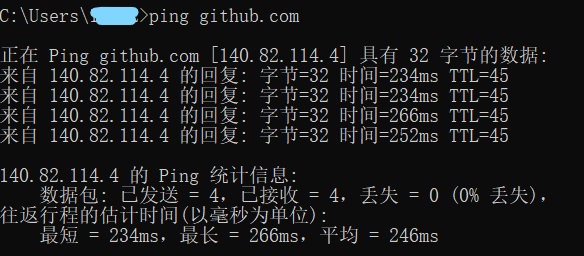 C:\Users\>ping github.com
正在 Ping github.com [140.82.114.4] 具有 32 字节的数据:
来自 140.82.114.4 的回复: 字节=32 时间=234ms TTL=45
来自 140.82.114.4 的回复: 字节=32 时间=234ms TTL=45
来自 140.82.114.4 的回复: 字节=32 时间=266ms TTL=45
来自 140.82.114.4 的回复: 字节=32 时间=252ms TTL=45
140.82.114.4 的 Ping 统计信息:
数据包: 已发送 = 4，已接收 = 4，丢失 = 0 (0% 丢失)，
往返行程的估计时间(以毫秒为单位):
最短 = 234ms，最长 = 266ms，平均 = 246ms